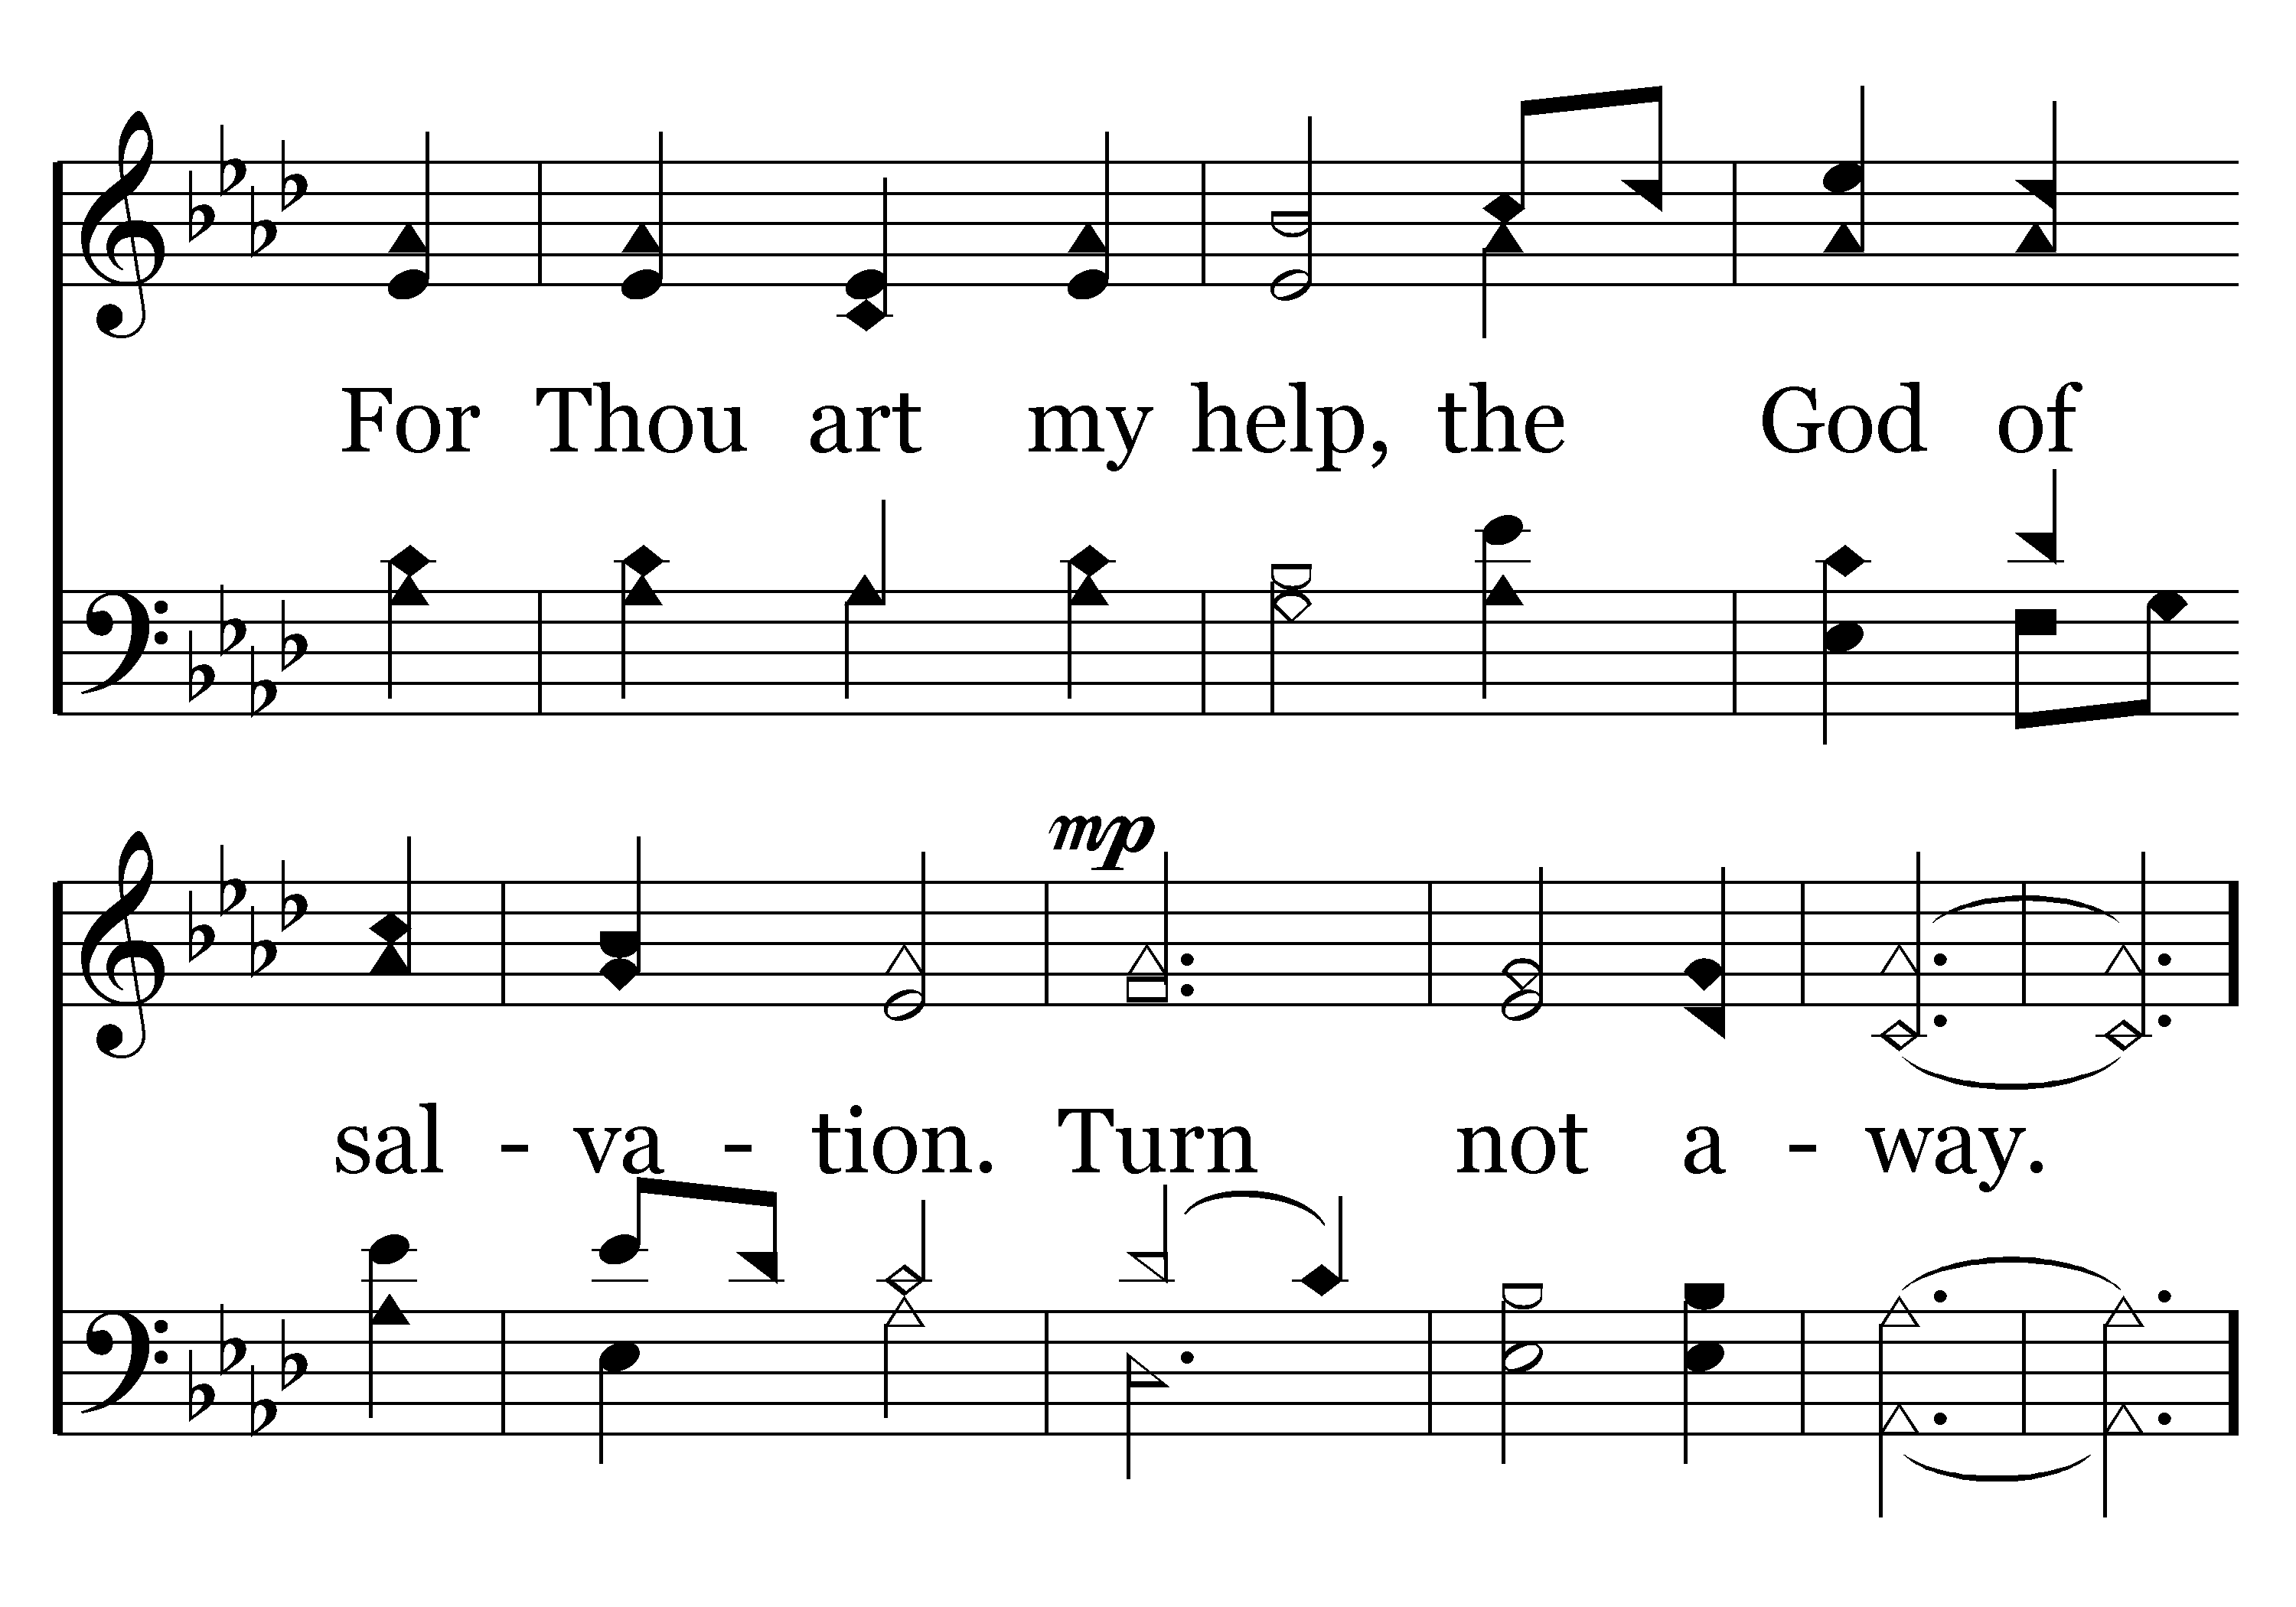 For Thou art my help, the God of
mp
sal - va - tion. Turn not a - way.